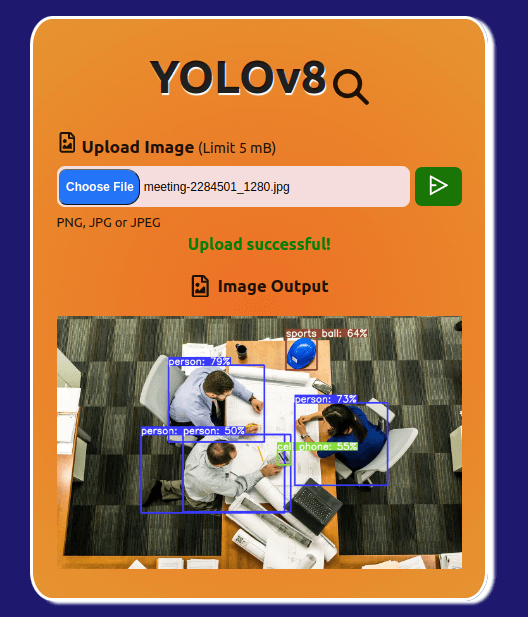 YOLOv8
Upload Image (Limit 5 mB)
Choose File meeting-2284501_1280.jpg
PNG, JPG or JPEG
Upload successful!
Image Output
sports ball: 64%
person: 79%
person: 73%
person: person: 50%
cell phone: 55%